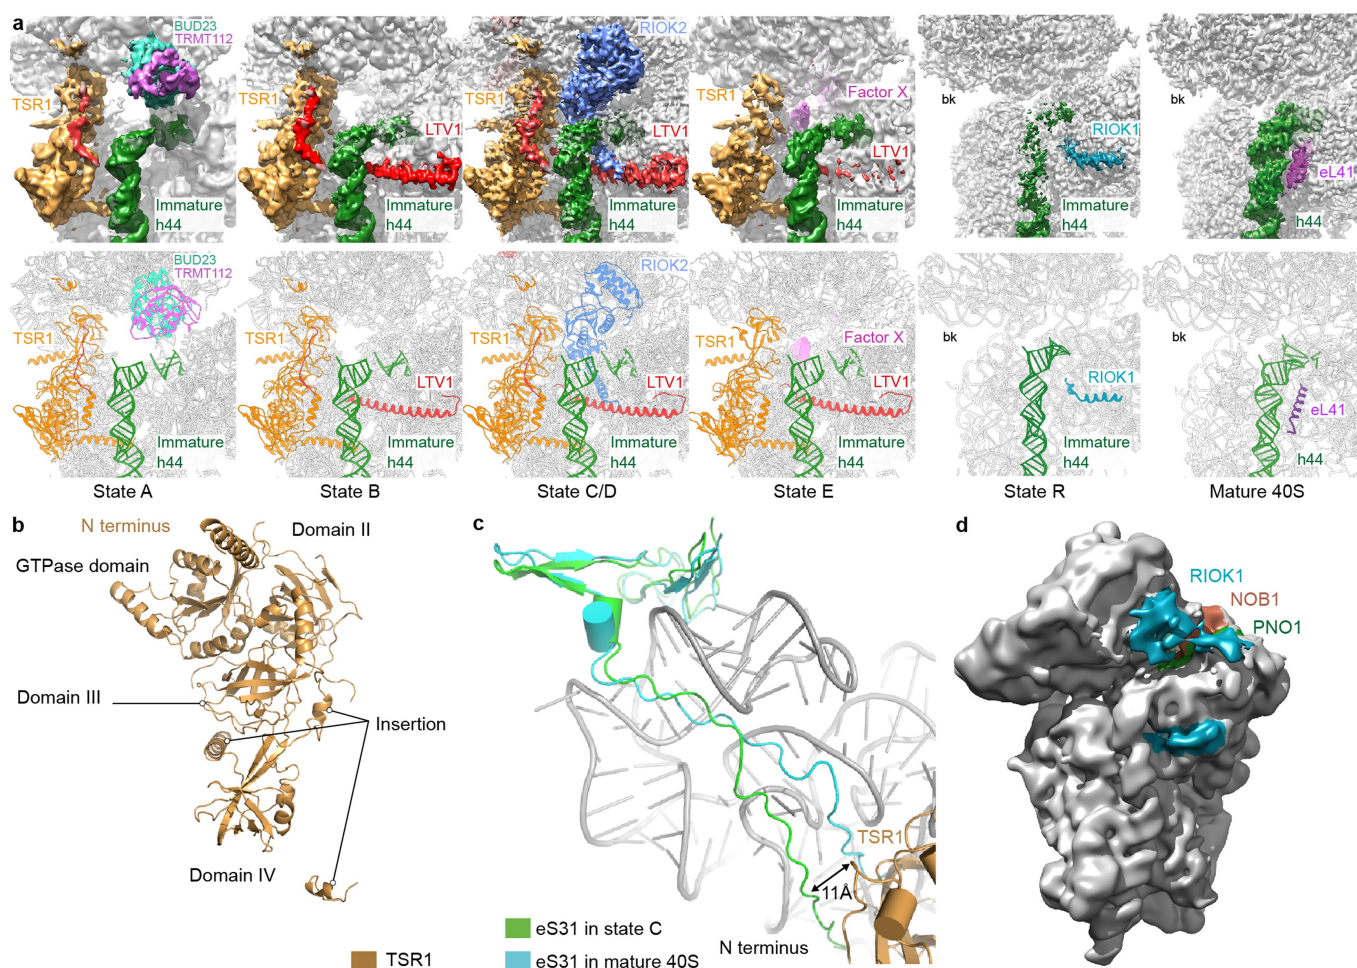 a
BUD23
TRMT112
TSR1
Immature
h44
TSR1
LTV1
Immature
h44
RIOK2
TSR1
LTV1
Immature
h44
TSR1
Factor X
LTV1
Immature
h44
bk
RIOK1
Immature
h44
bk
eL41
h44
BUD23
TRMT112
TSR1
Immature
h44
TSR1
LTV1
Immature
h44
RIOK2
TSR1
LTV1
Immature
h44
TSR1
Factor X
LTV1
Immature
h44
bk
RIOK1
Immature
h44
bk
eL41
h44
State A
State B
State C/D
State E
State R
Mature 40S
b
N terminus
Domain II
GTPase domain
Domain III
Insertion
Domain IV
TSR1
c
TSR1
11Å
N terminus
eS31 in state C
eS31 in mature 40S
d
RIOK1
NOB1
PNO1